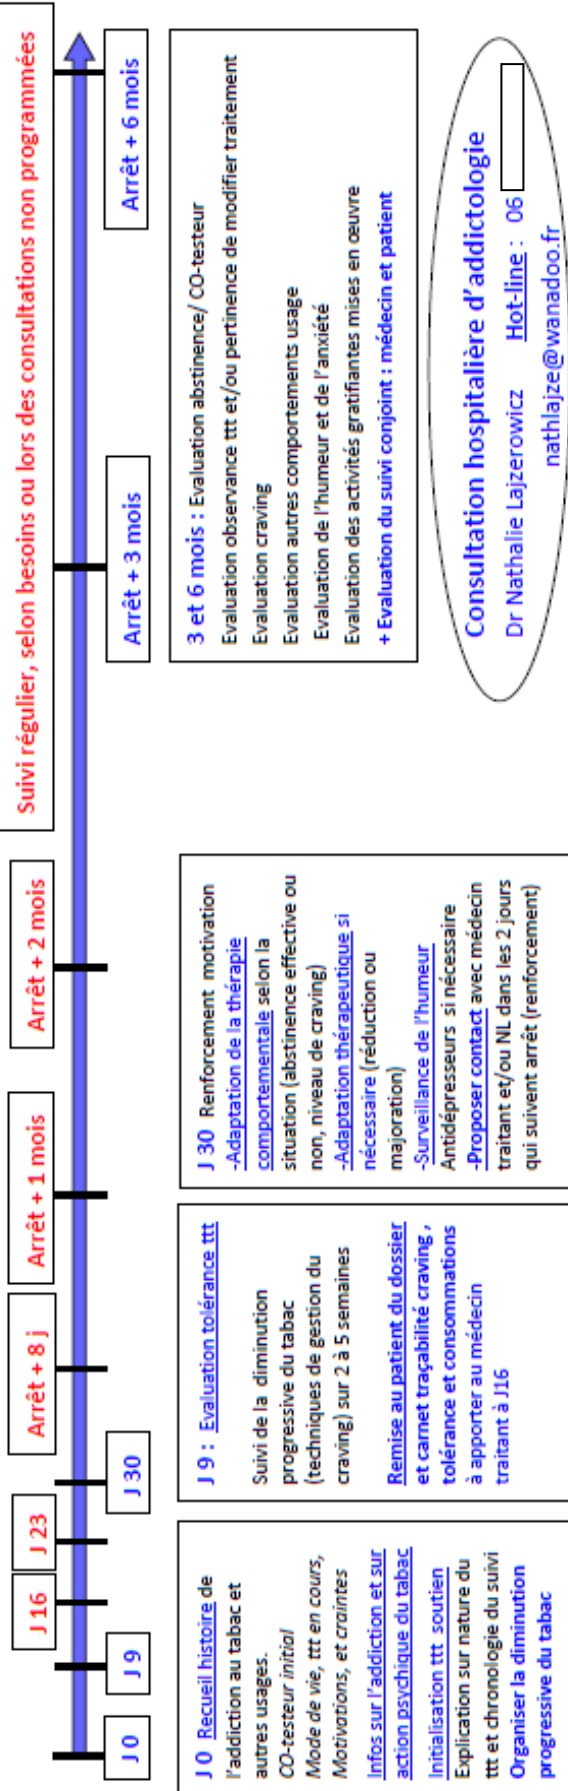 Suivi régulier, selon besoins ou lors des consultations non programmées
J 16
J 23
Arrêt + 8 j
Arrêt + 1 mois
Arrêt + 2 mois
J 0
J 9
J 30
Arrêt + 3 mois
Arrêt + 6 mois
J 0 Recueil histoire de
l'addiction au tabac et
autres usages.
CO-testeur initial
Mode de vie, ttt en cours,
Motivations, et craintes
Infos sur l'addiction et sur
action psychique du tabac
Initialisation ttt soutien
Explication sur nature du
ttt et chronologie du suivi
Organiser la diminution
progressive du tabac
J 9 : Evaluation tolérance ttt
Suivi de la diminution
progressive du tabac
(techniques de gestion du
craving) sur 2 à 5 semaines
Remise au patient du dossier
et carnet traçabilité craving ,
tolérance et consommations
à apporter au médecin
traitant à J16
J 30 Renforcement motivation
-Adaptation de la thérapie
comportementale selon la
situation (abstinence effective ou
non, niveau de craving)
-Adaptation thérapeutique si
nécessaire (réduction ou
majoration)
-Surveillance de l'humeur
Antidépresseurs si nécessaire
-Proposer contact avec médecin
traitant et/ou NL dans les 2 jours
qui suivent arrêt (renforcement)
3 et 6 mois : Evaluation abstinence/ CO-testeur
Evaluation observance ttt et/ou pertinence de modifier traitement
Evaluation craving
Evaluation autres comportements usage
Evaluation de l'humeur et de l'anxiété
Evaluation des activités gratifiantes mises en œuvre
+ Evaluation du suivi conjoint : médecin et patient
Consultation hospitalière d'addictologie
Dr Nathalie Lajzerowicz Hot-line : 06
nathlajze@wanadoo.fr